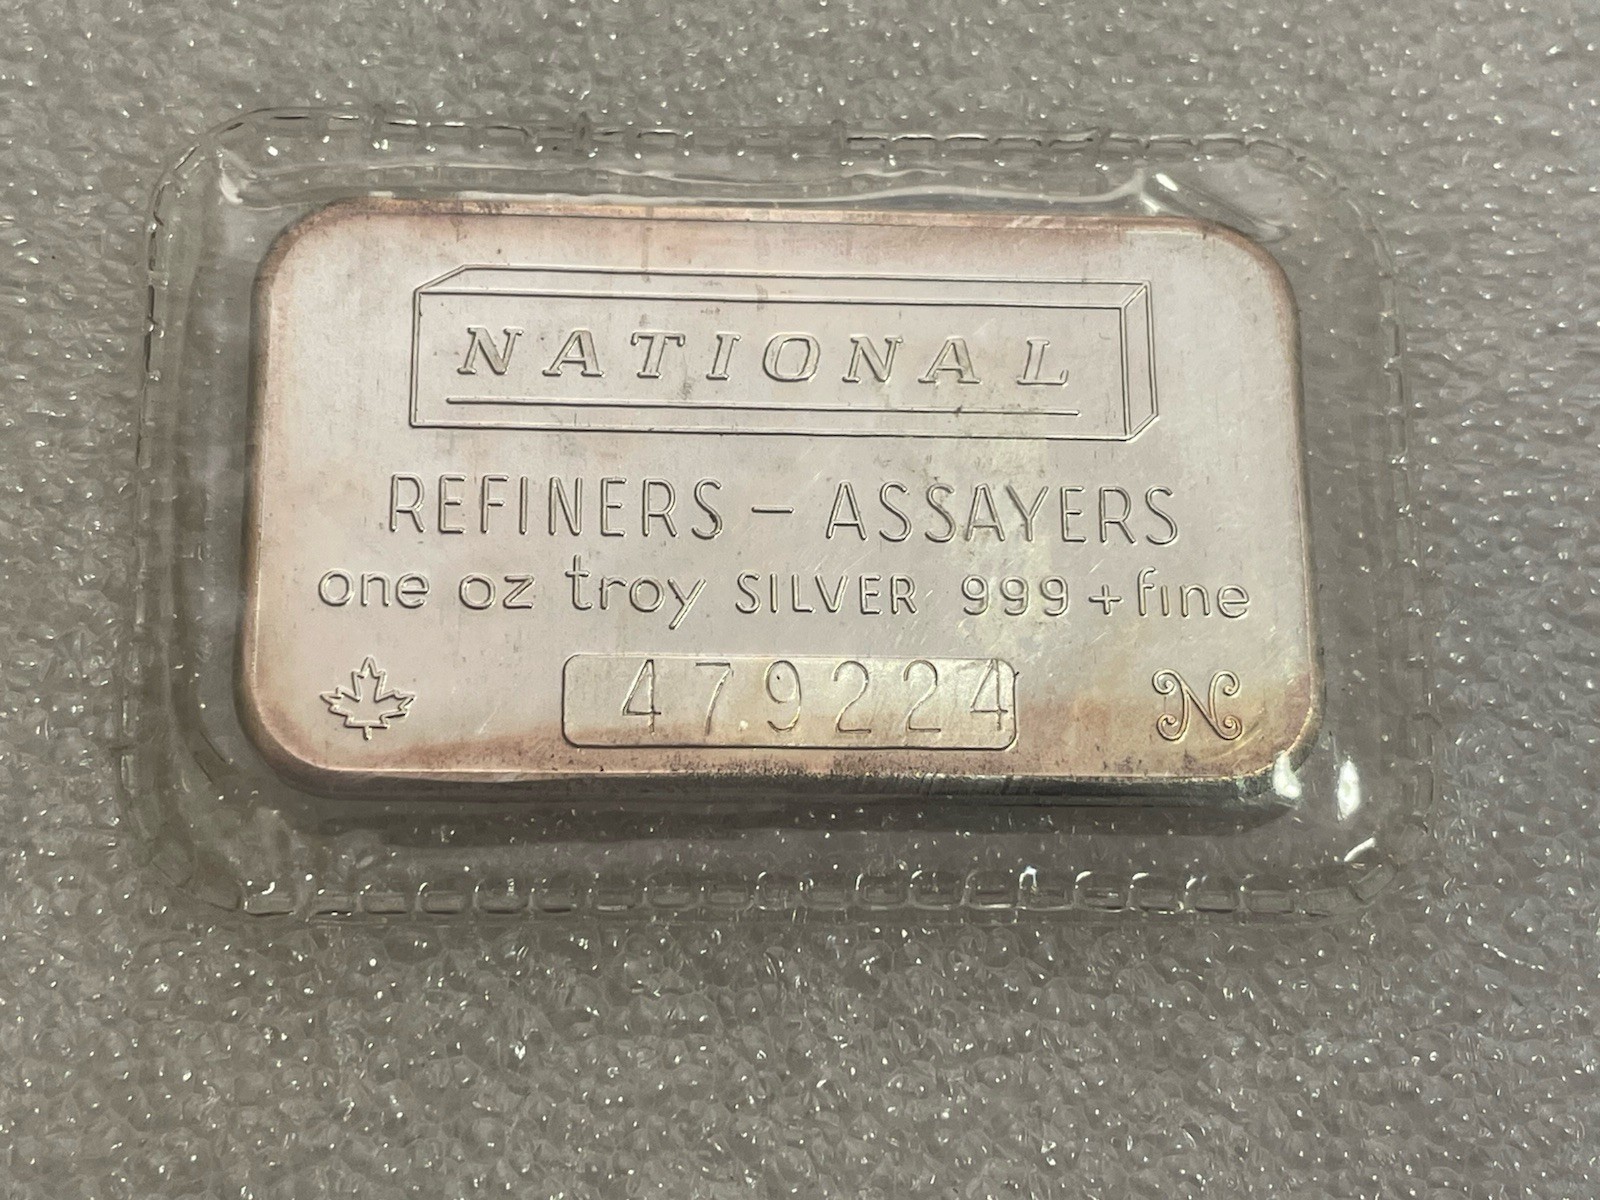 NATIONAL
REFINERS – ASSAYERS
one oz troy SILVER 999+fine
479224
N